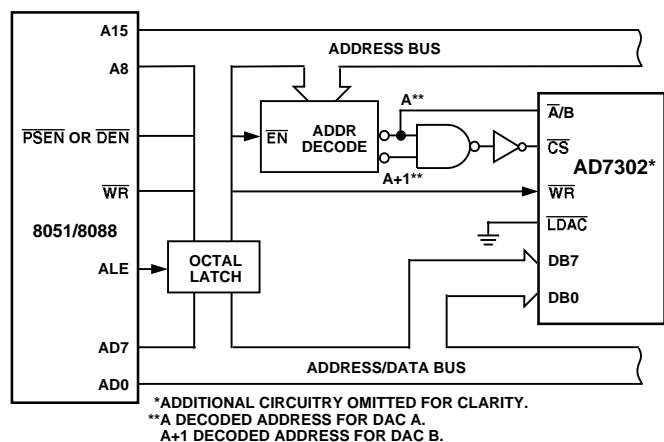 A15
ADDRESS BUS
A8
A**
A/B
PSEN OR DEN
EN
ADDR DECODE
CS
AD7302*
A+1**
WR
WR
8051/8088
LDAC
ALE
OCTAL LATCH
DB7
DB0
AD7
ADDRESS/DATA BUS
AD0
*ADDITIONAL CIRCUITRY OMITTED FOR CLARITY.
**A DECODED ADDRESS FOR DAC A.
A+1 DECODED ADDRESS FOR DAC B.